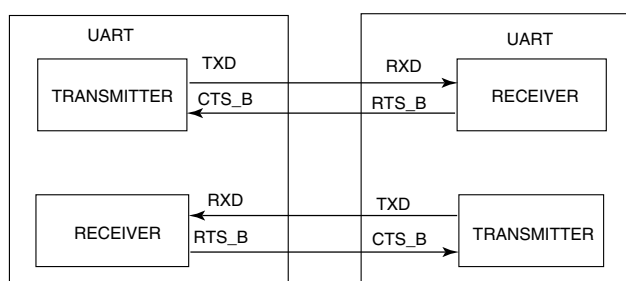 UART
UART
TXD
RXD
TRANSMITTER
CTS_B
RTS_B
RECEIVER
RXD
TXD
RECEIVER
RTS_B
CTS_B
TRANSMITTER